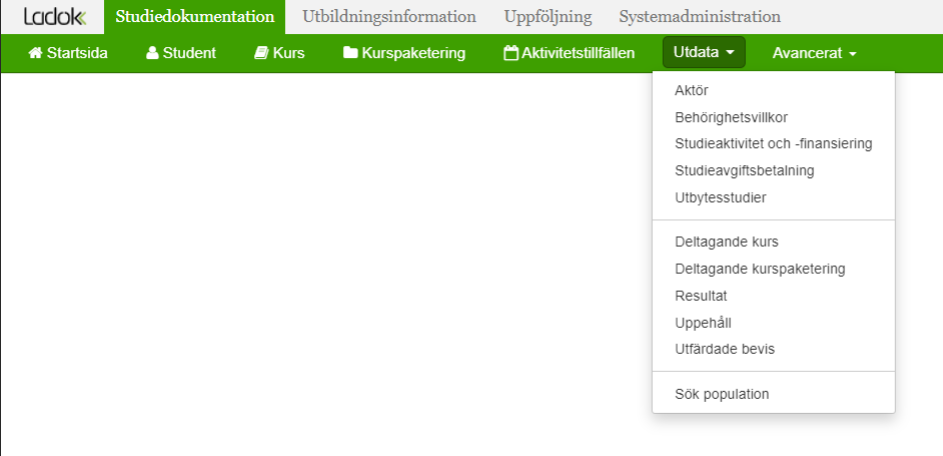 Ladok Studiedokumentation Utbildningsinformation Uppföljning Systemadministration
Startsida Student Kurs Kurspaketering Aktivitetstillfällen Utdata Avancerat
Aktör
Behörighetsvillkor
Studieaktivitet och -finansiering
Studieavgiftsbetalning
Utbytesstudier
Deltagande kurs
Deltagande kurspaketering
Resultat
Uppehåll
Utfärdade bevis
Sök population